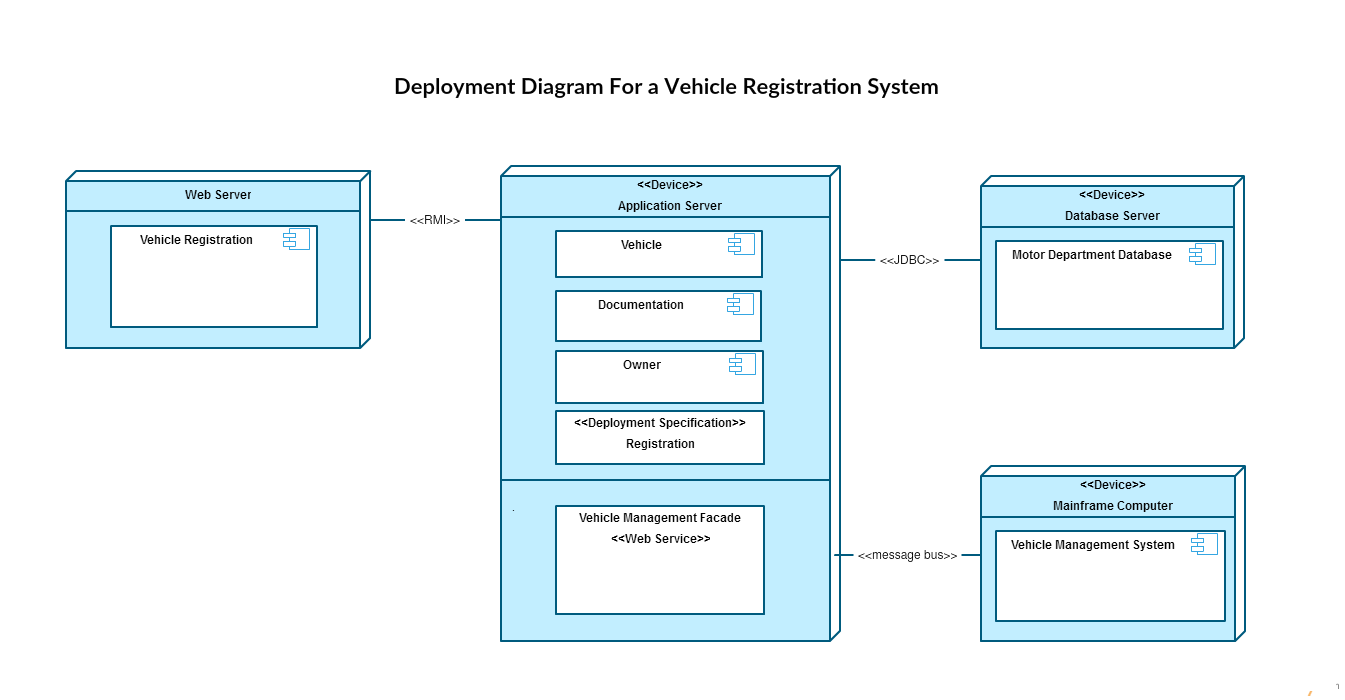 Deployment Diagram For a Vehicle Registration System
Web Server
Vehicle Registration
<<RMI>>
<<Device>>
Application Server
Vehicle
Documentation
Owner
<<Deployment Specification>>
Registration
.
Vehicle Management Facade
<<Web Service>>
<<JDBC>>
<<Device>>
Database Server
Motor Department Database
<<message bus>>
<<Device>>
Mainframe Computer
Vehicle Management System